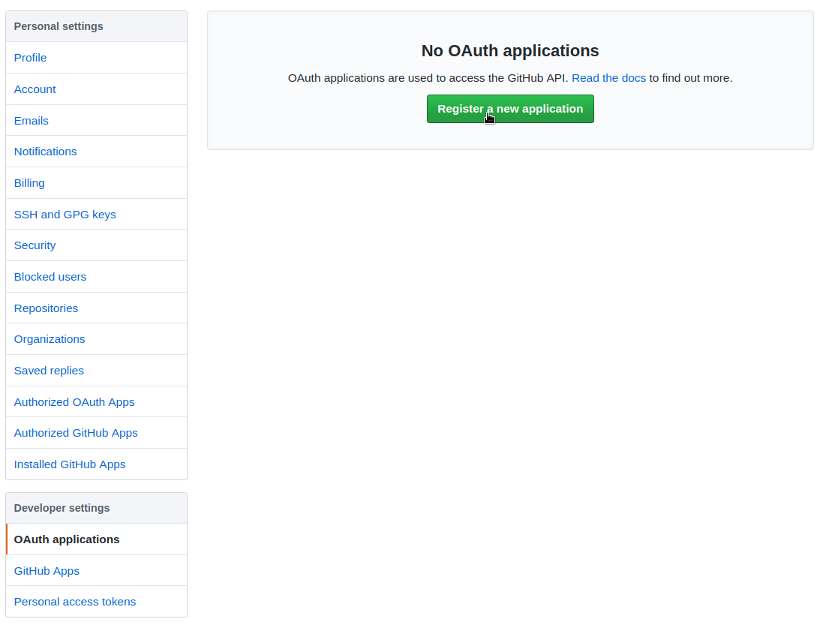 Personal settings
Profile
Account
Emails
Notifications
Billing
SSH and GPG keys
Security
Blocked users
Repositories
Organizations
Saved replies
Authorized OAuth Apps
Authorized GitHub Apps
Installed GitHub Apps
Developer settings
OAuth applications
GitHub Apps
Personal access tokens
No OAuth applications
OAuth applications are used to access the GitHub API. Read the docs to find out more.
Register a new application